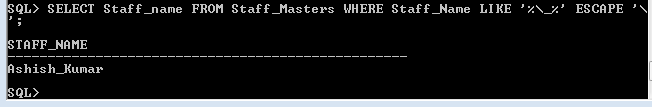 SQL> SELECT Staff_name FROM Staff_Masters WHERE Staff_Name LIKE '%\_%' ESCAPE '\
';
STAFF_NAME
--------------------------------------------------
Ashish_Kumar
SQL>